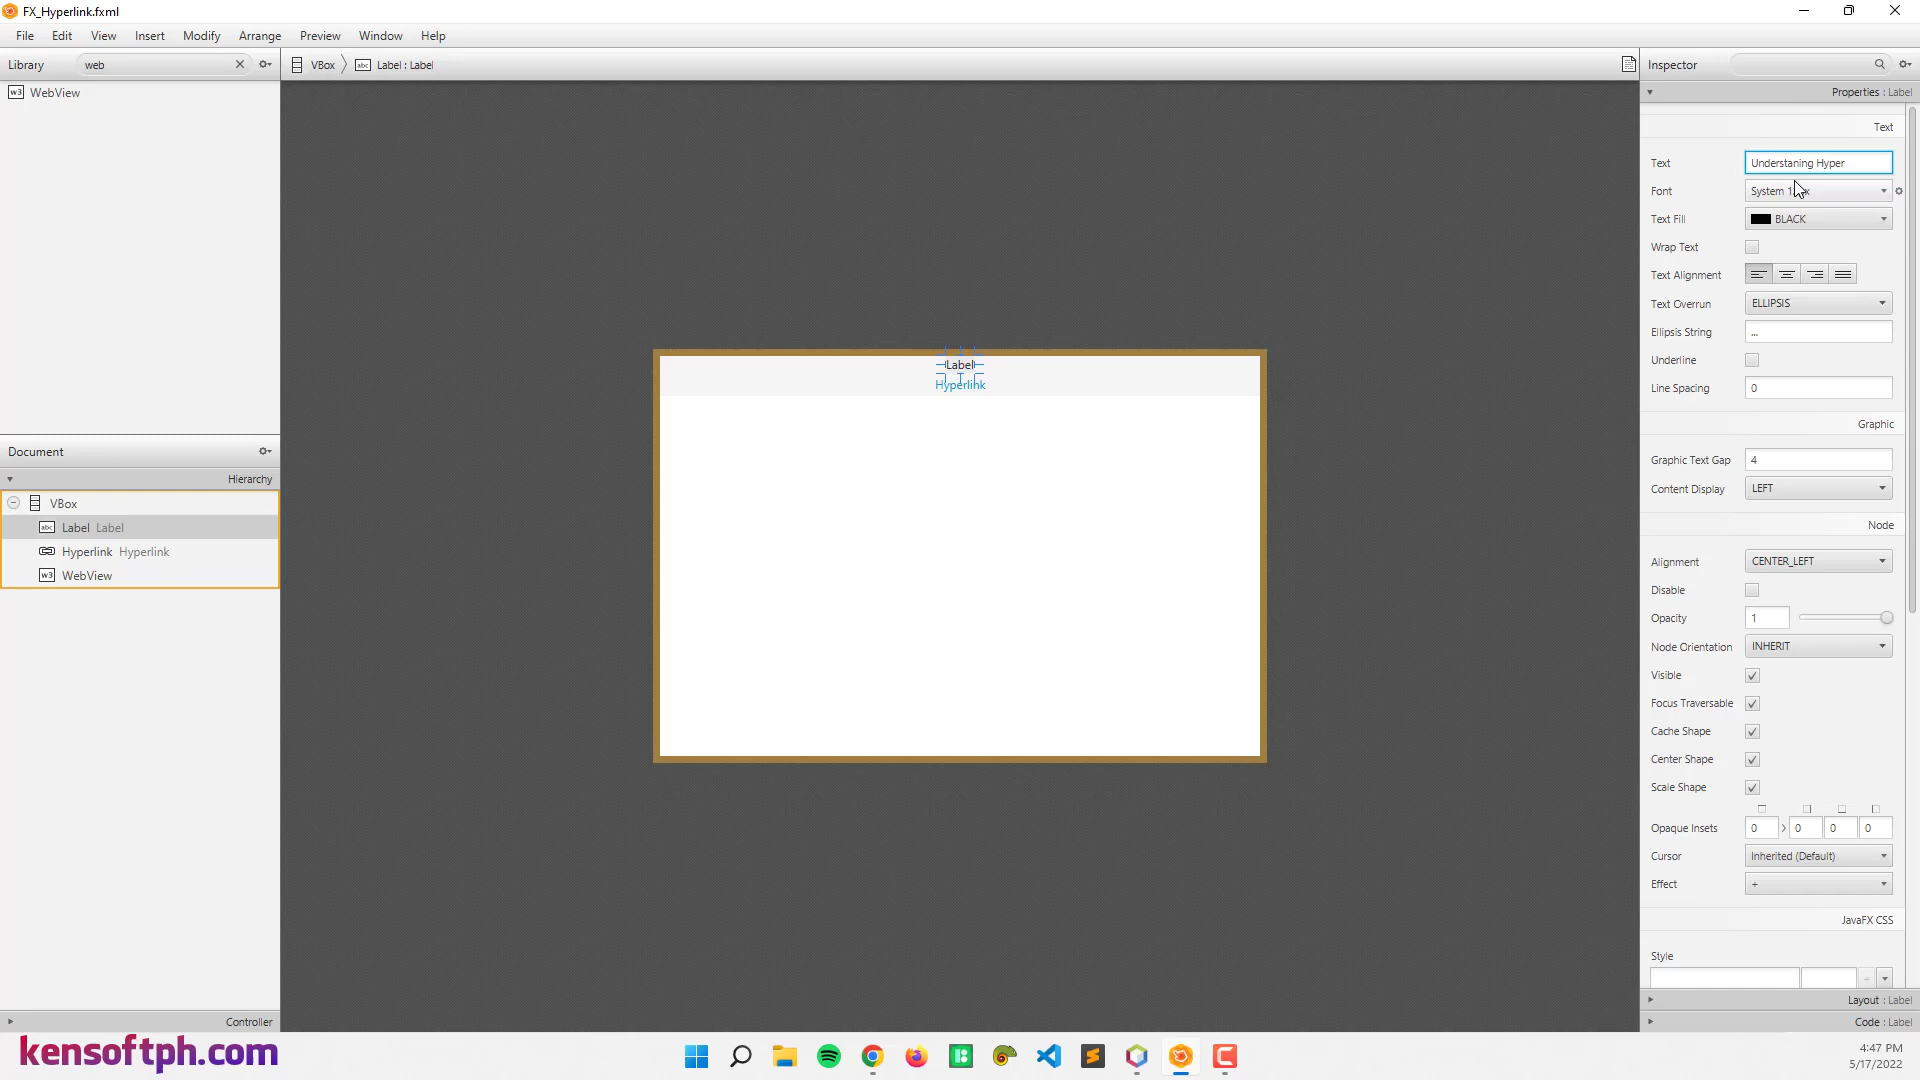 FX_Hyperlink.fxml
File Edit View Insert Modify Arrange Preview Window Help
Library web
VBox Label : Label
Inspector
WebView
Properties : Label
Text
Text Understaning Hyper
Font System
Text Fill BLACK
Wrap Text
Text Alignment
Text Overrun ELLIPSIS
Ellipsis String ...
Underline
Line Spacing 0
Graphic
Graphic Text Gap 4
Content Display LEFT
Node
Alignment CENTER_LEFT
Disable
Opacity 1
Node Orientation INHERIT
Visible
Focus Traversable
Cache Shape
Center Shape
Scale Shape
Opaque Insets 0 0 0 0
Cursor Inherited (Default)
Effect +
JavaFX CSS
Style
Layout : Label
Code : Label
Label
Hyperlink
Document
Hierarchy
VBox
Label Label
Hyperlink Hyperlink
WebView
Controller
kensoftph.com
4:47 PM
5/17/2022